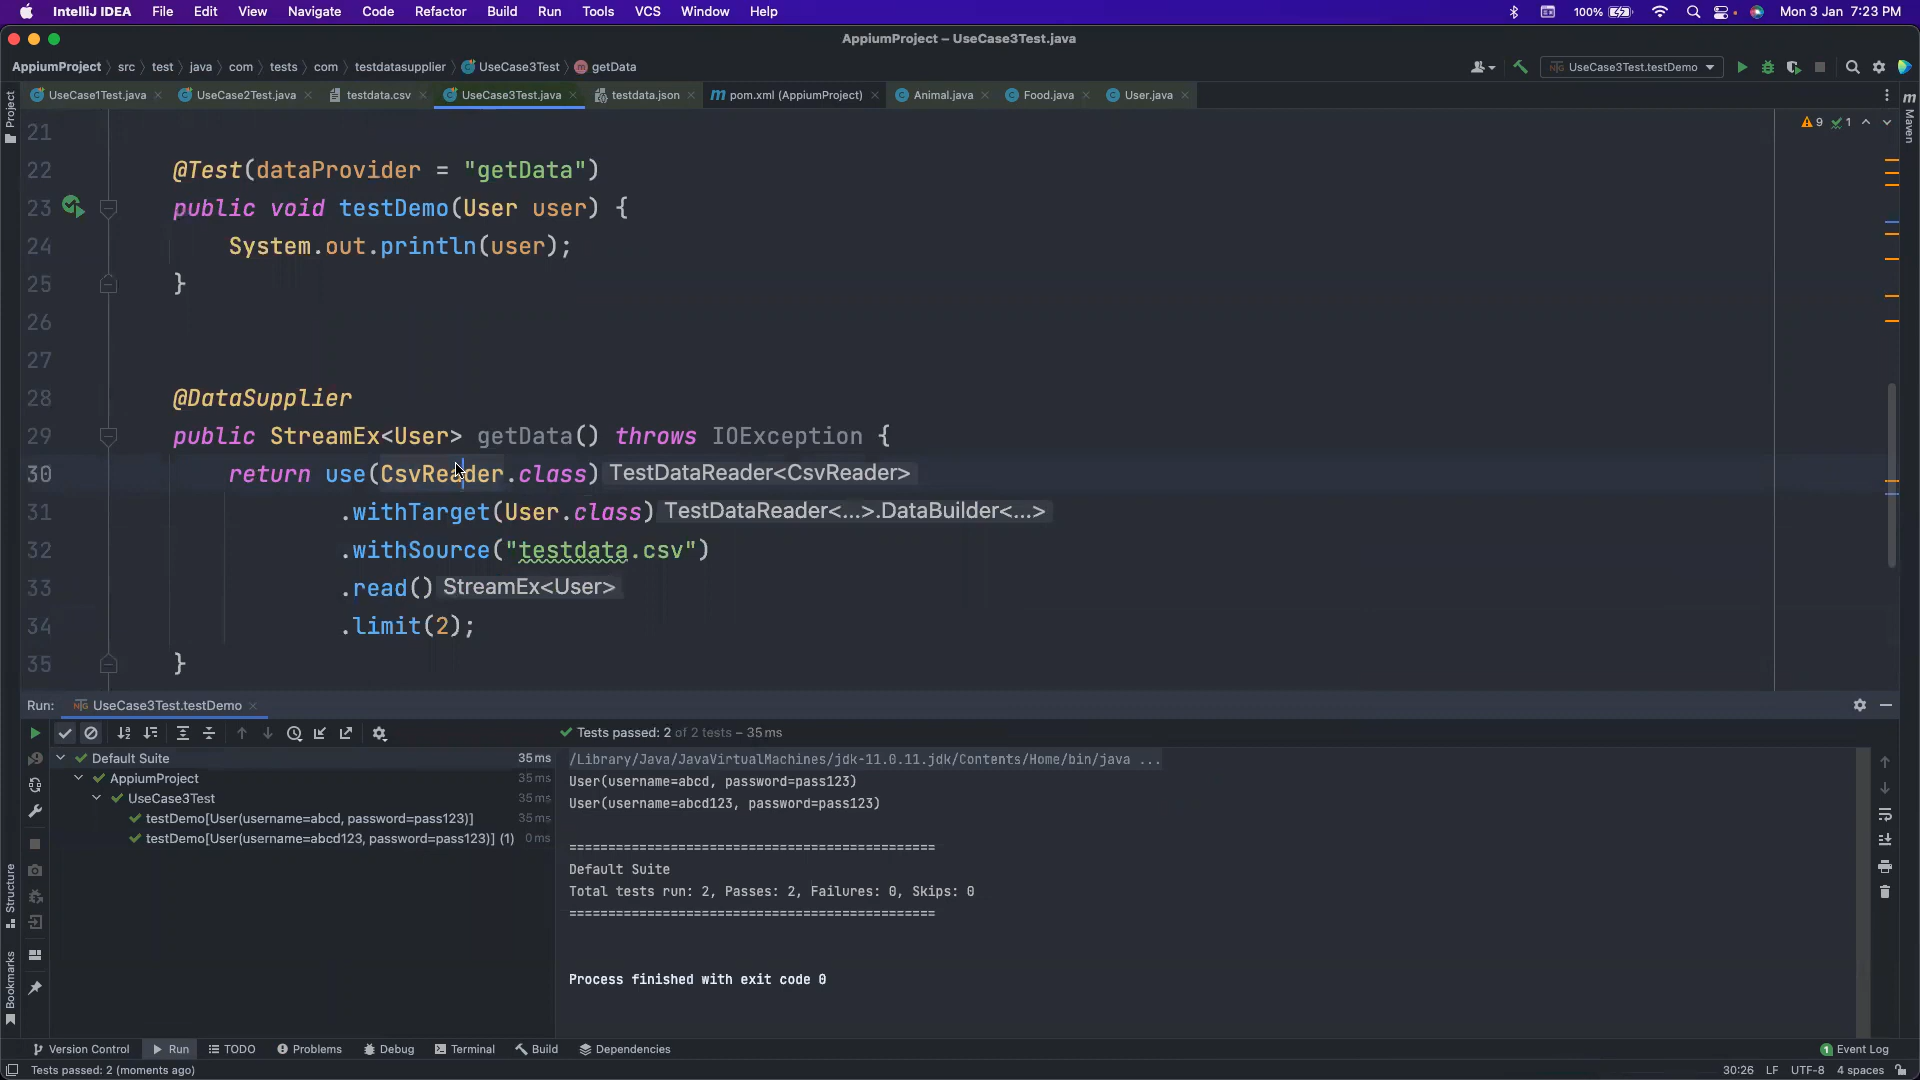 IntelliJ IDEA File Edit View Navigate Code Refactor Build Run Tools VCS Window Help 100% Mon 3 Jan 7:23 PM
AppiumProject – UseCase3Test.java
AppiumProject src test java com tests com testdatasupplier UseCase3Test getData UseCase3Test.testDemo
Project UseCase1Test.java UseCase2Test.java testdata.csv UseCase3Test.java testdata.json pom.xml (AppiumProject) Animal.java Food.java User.java Maven
21 9 1
22 @Test(dataProvider = "getData")
23 public void testDemo(User user) {
24 System.out.println(user);
25 }
26
27
28 @DataSupplier
29 public StreamEx<User> getData() throws IOException {
30 return use(CsvReader.class) TestDataReader<CsvReader>
31 .withTarget(User.class) TestDataReader<...>.DataBuilder<...>
32 .withSource("testdata.csv")
33 .read() StreamEx<User>
34 .limit(2);
35 }
Run: UseCase3Test.testDemo
Tests passed: 2 of 2 tests – 35 ms
Default Suite 35 ms
AppiumProject 35 ms
UseCase3Test 35 ms
testDemo[User(username=abcd, password=pass123)] 35 ms
testDemo[User(username=abcd123, password=pass123)] (1) 0 ms
/Library/Java/JavaVirtualMachines/jdk-11.0.11.jdk/Contents/Home/bin/java ...
User(username=abcd, password=pass123)
User(username=abcd123, password=pass123)
===============================================
Default Suite
Total tests run: 2, Passes: 2, Failures: 0, Skips: 0
===============================================
Process finished with exit code 0
Structure
Bookmarks
Version Control Run TODO Problems Debug Terminal Build Dependencies 1 Event Log
Tests passed: 2 (moments ago) 30:26 LF UTF-8 4 spaces